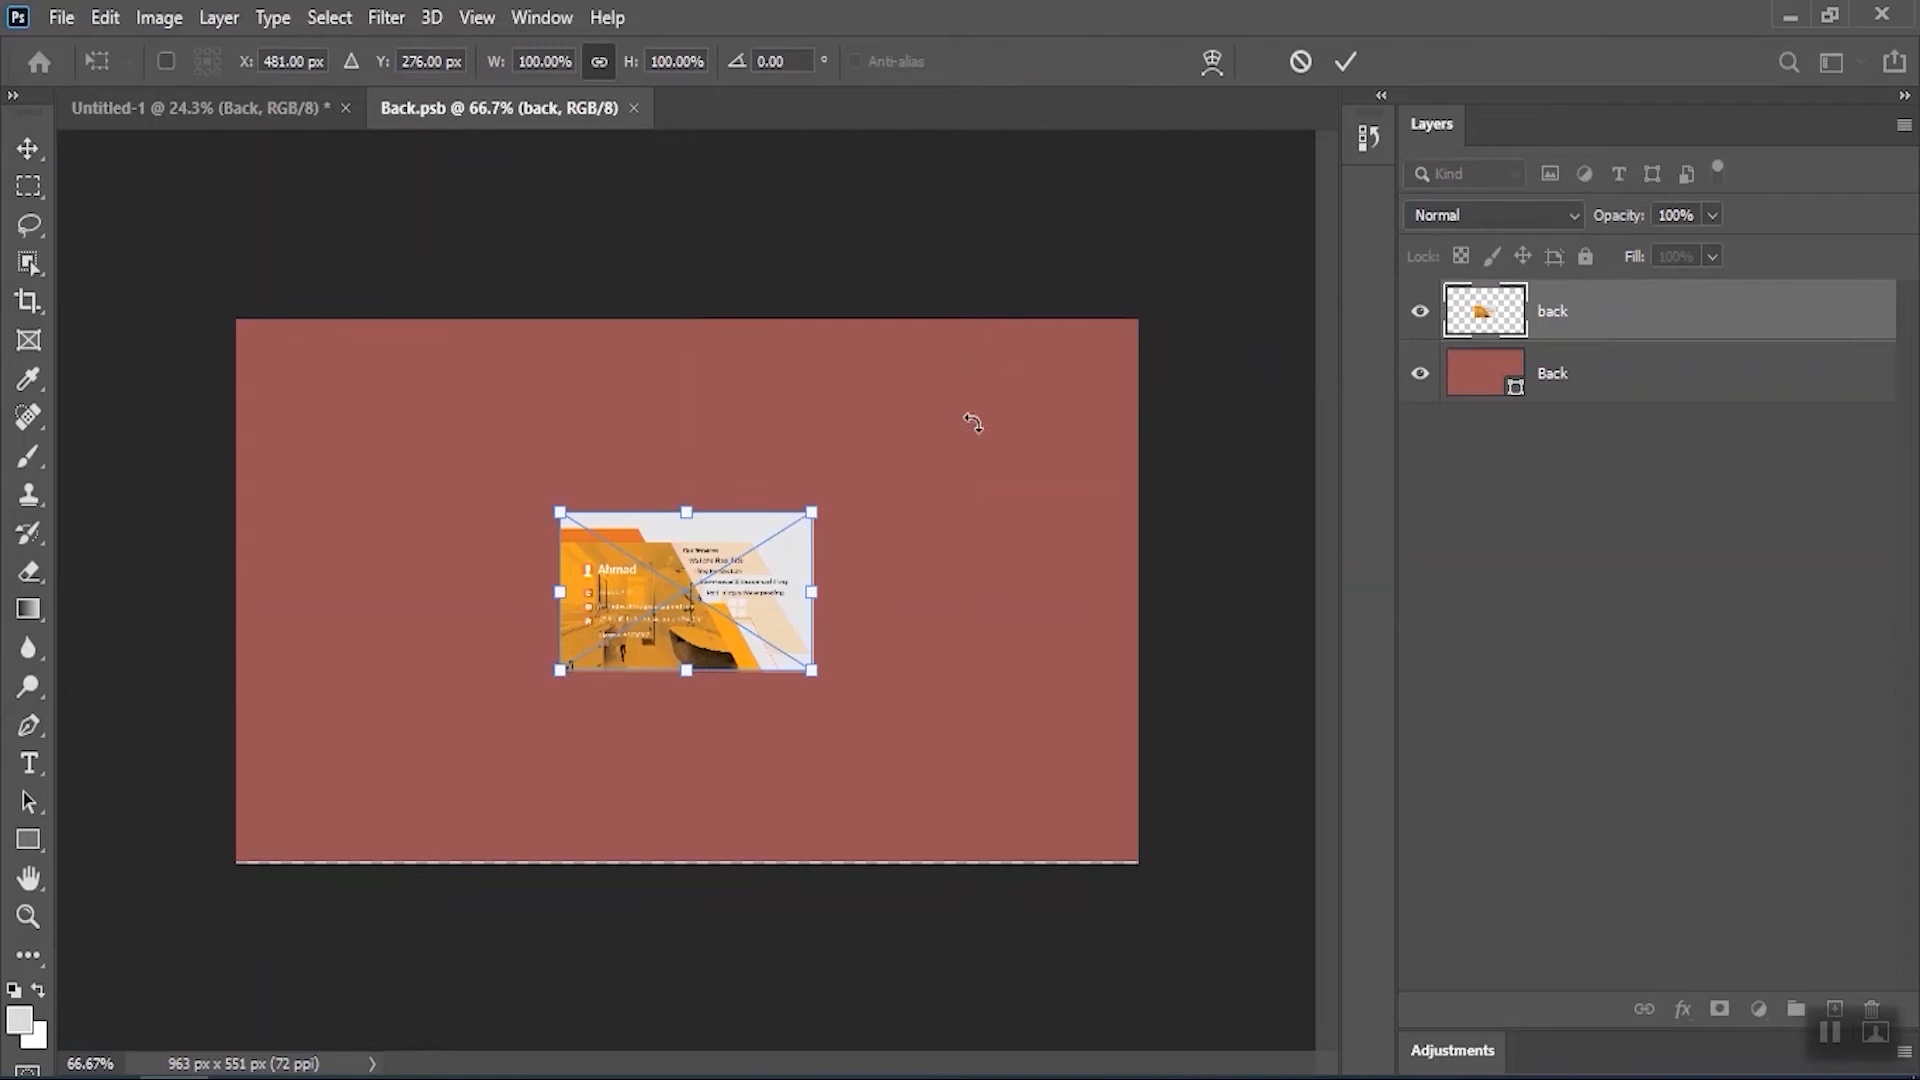 Ps File Edit Image Layer Type Select Filter 3D View Window Help
X: 481.00 px Y: 276.00 px W: 100.00% H: 100.00% 0.00 ° Anti-alias
Untitled-1 @ 24.3% (Back, RGB/8) * × Back.psb @ 66.7% (back, RGB/8) ×
Layers
Kind
Normal Opacity: 100%
Lock: Fill: 100%
back
Back
Ahmad
66.67% 963 px x 551 px (72 ppi)
Adjustments